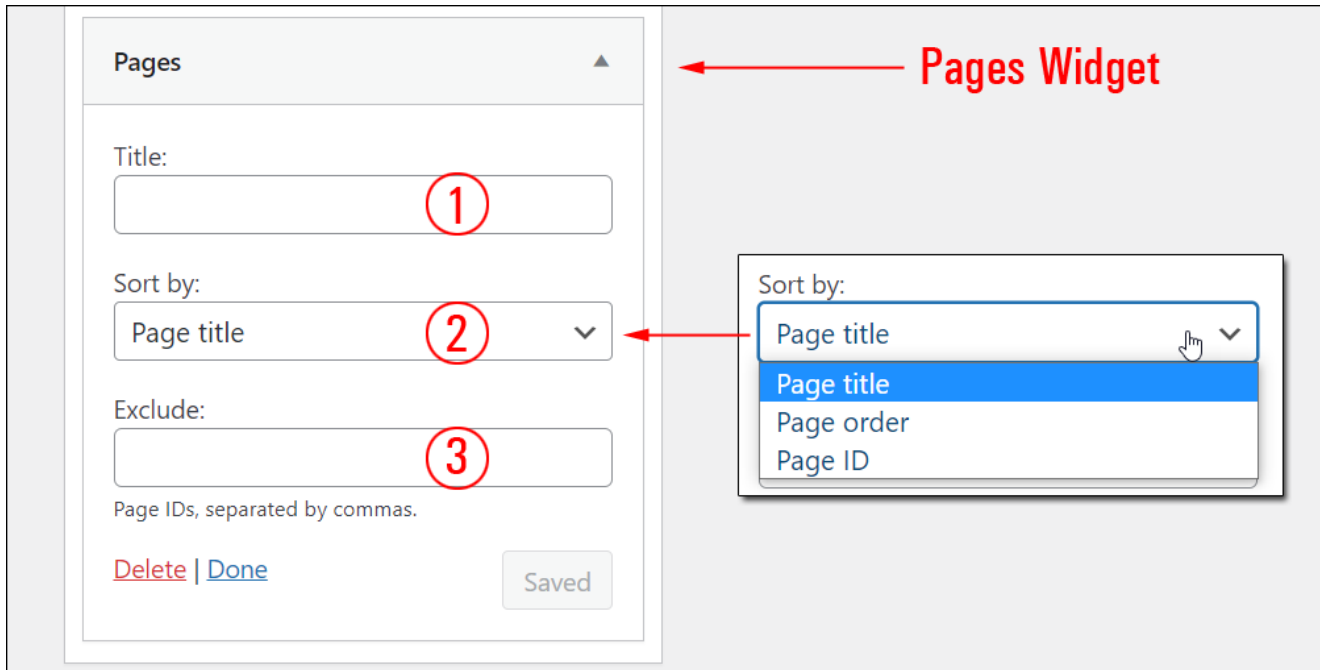 Pages
Pages Widget
Title:
1
Sort by:
Page title
2
Exclude:
3
Page IDs, separated by commas.
Delete | Done
Saved
Sort by:
Page title
Page title
Page order
Page ID